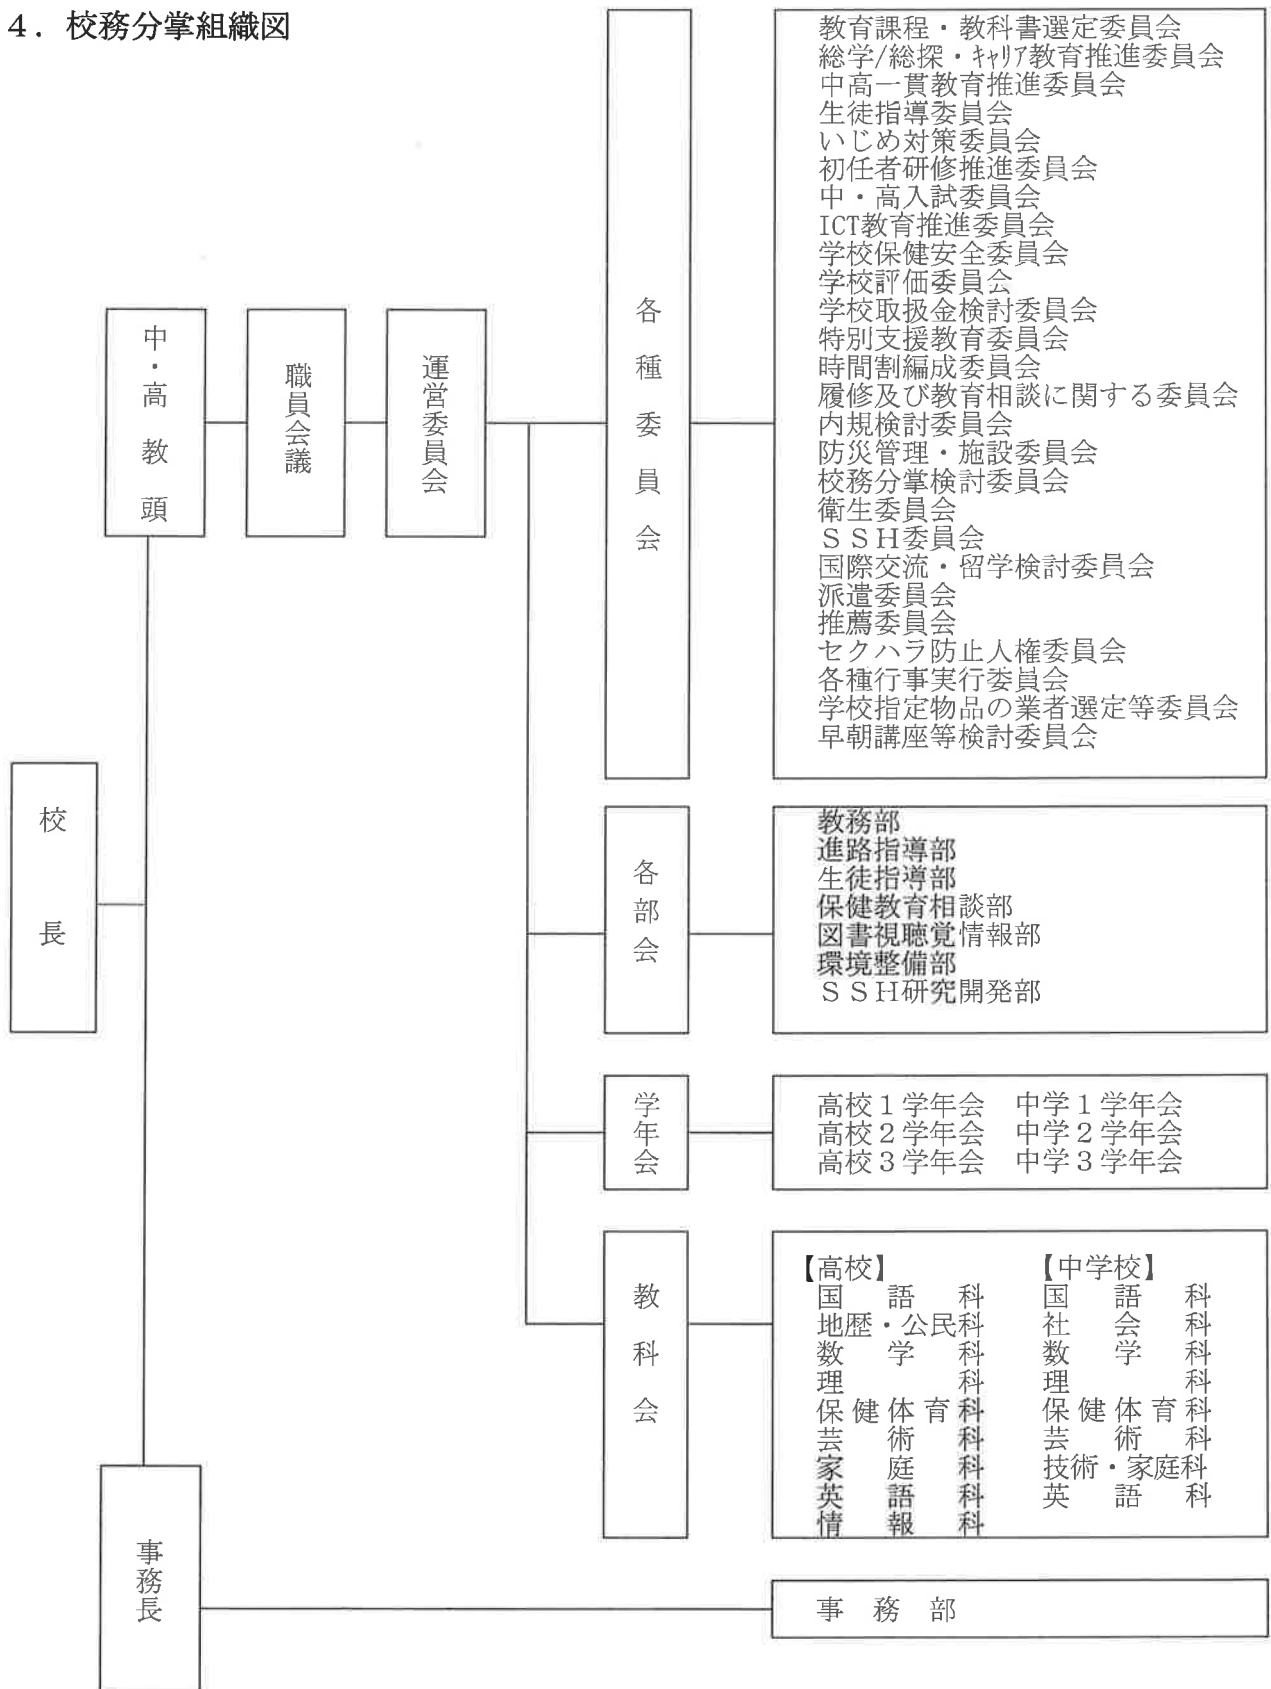 4．校務分掌組織図
校長
中・高教頭
職員会議
運営委員会
各種委員会
教育課程・教科書選定委員会
総学/総探・ｷｬﾘｱ教育推進委員会
中高一貫教育推進委員会
生徒指導委員会
いじめ対策委員会
初任者研修推進委員会
中・高入試委員会
ICT教育推進委員会
学校保健安全委員会
学校評価委員会
学校取扱金検討委員会
特別支援教育委員会
時間割編成委員会
履修及び教育相談に関する委員会
内規検討委員会
防災管理・施設委員会
校務分掌検討委員会
衛生委員会
ＳＳＨ委員会
国際交流・留学検討委員会
派遣委員会
推薦委員会
セクハラ防止人権委員会
各種行事実行委員会
学校指定物品の業者選定等委員会
早朝講座等検討委員会
各部会
教務部
進路指導部
生徒指導部
保健教育相談部
図書視聴覚情報部
環境整備部
ＳＳＨ研究開発部
学年会
高校１学年会　中学１学年会
高校２学年会　中学２学年会
高校３学年会　中学３学年会
教科会
【高校】
国語科
地歴・公民科
数学科
理科
保健体育科
芸術科
家庭科
英語科
情報科
【中学校】
国語科
社会科
数学科
理科
保健体育科
芸術科
技術・家庭科
英語科
事務長
事務部